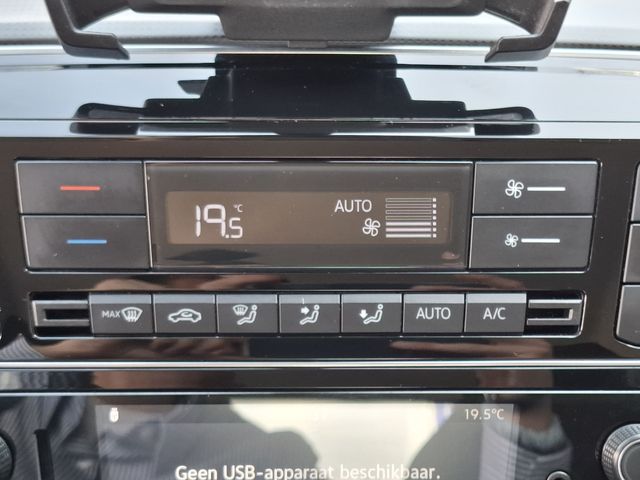 19.5 °C AUTO
MAX AUTO A/C
19.5°C
Geen USB-apparaat beschikbaar.